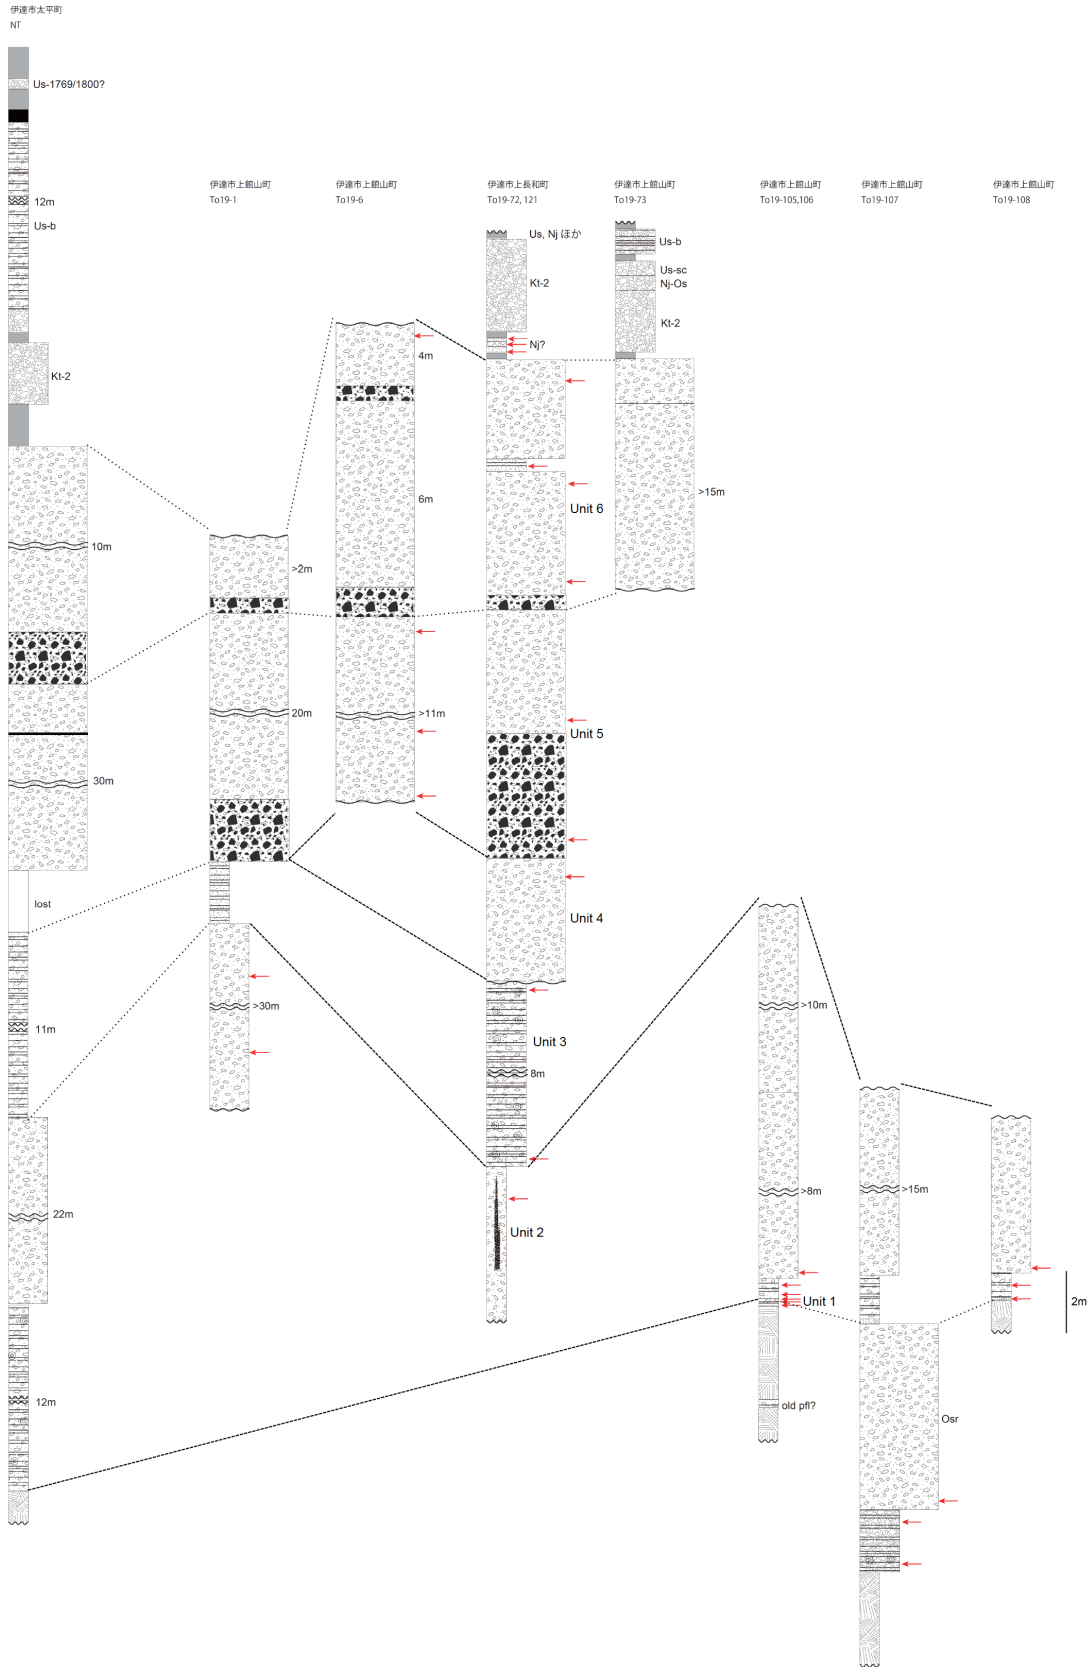 伊達市太平町
NT
Us-1769/1800?
12m
Us-b
Kt-2
10m
30m
lost
11m
22m
12m
伊達市上館山町
To19-1
>2m
20m
>30m
伊達市上館山町
To19-6
4m
6m
>11m
伊達市上長和町
To19-72, 121
Us, Nj ほか
Kt-2
Nj?
Unit 6
Unit 5
Unit 4
Unit 3
8m
Unit 2
伊達市上館山町
To19-73
Us-b
Us-sc
Nj-Os
Kt-2
>15m
伊達市上館山町
To19-105,106
>10m
>8m
Unit 1
old pfl?
伊達市上館山町
To19-107
>15m
Osr
伊達市上館山町
To19-108
2m